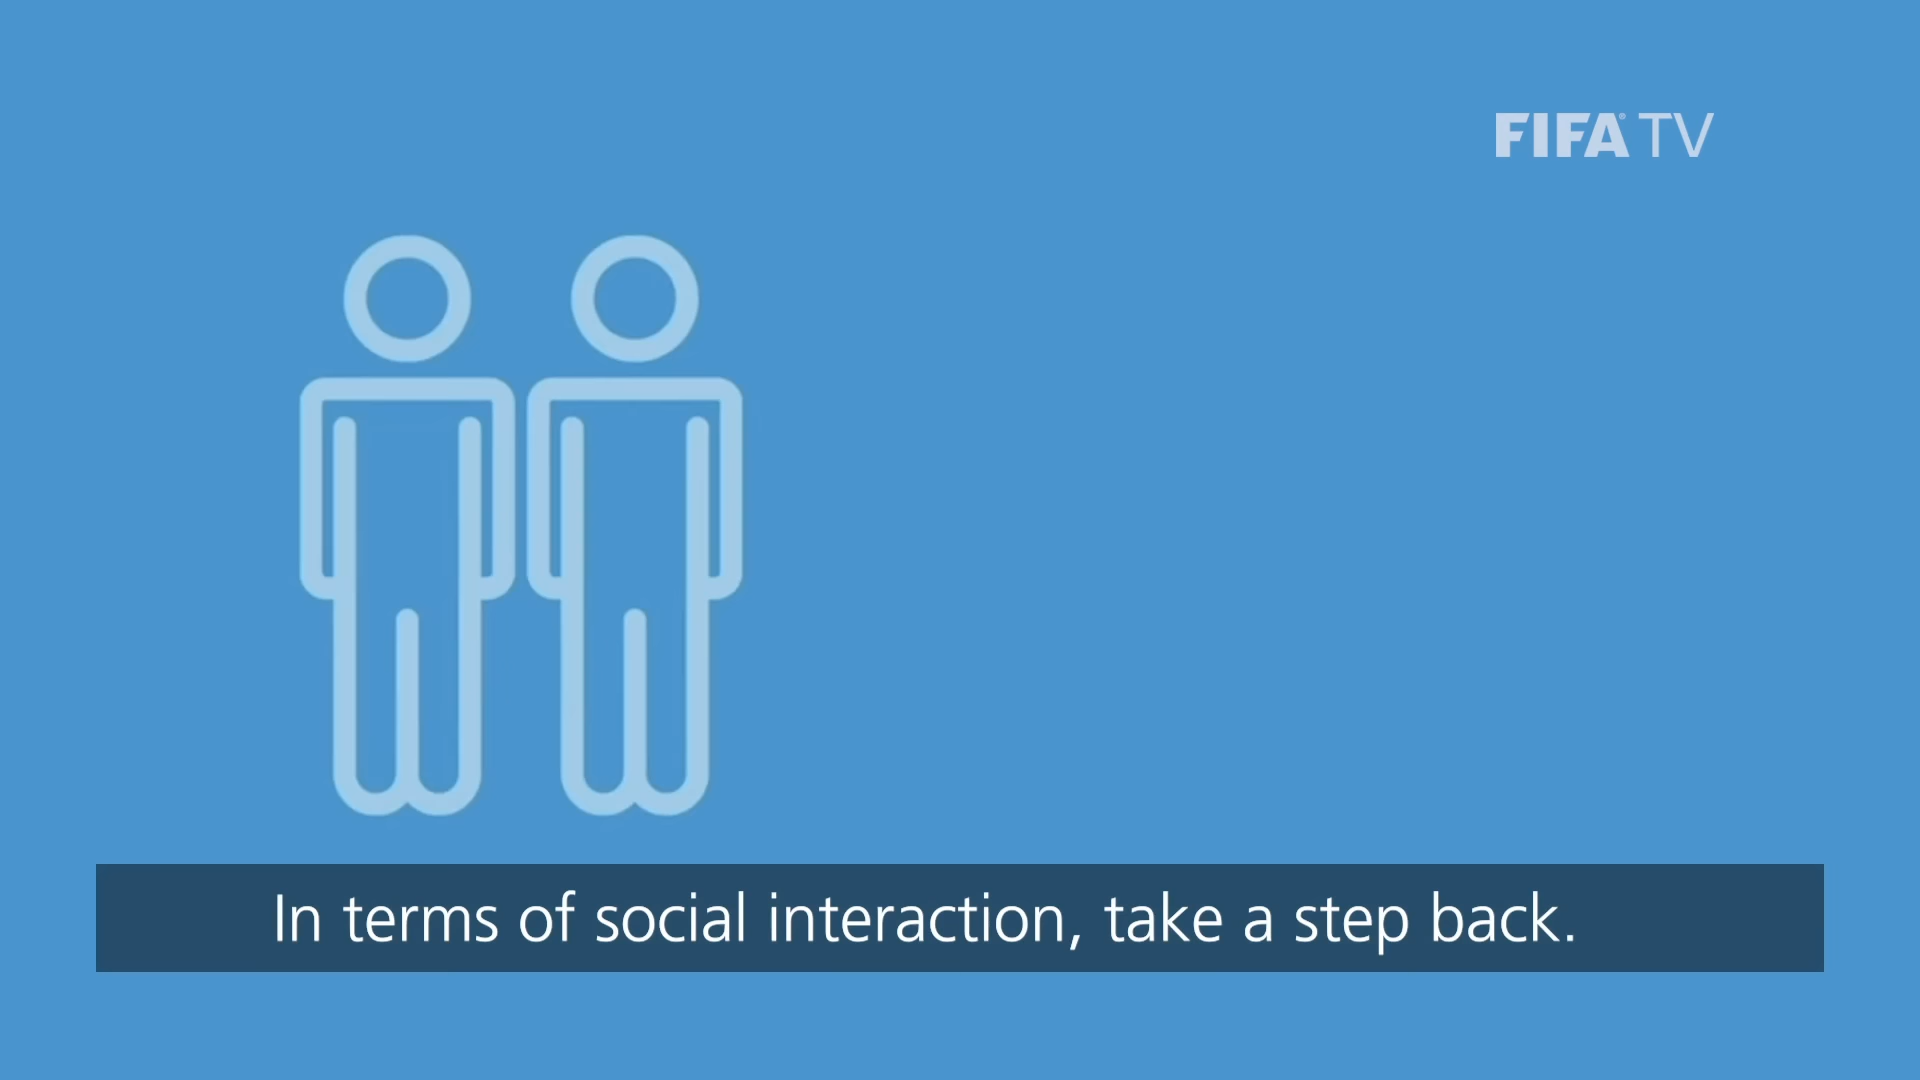 FIFA® TV
In terms of social interaction, take a step back.